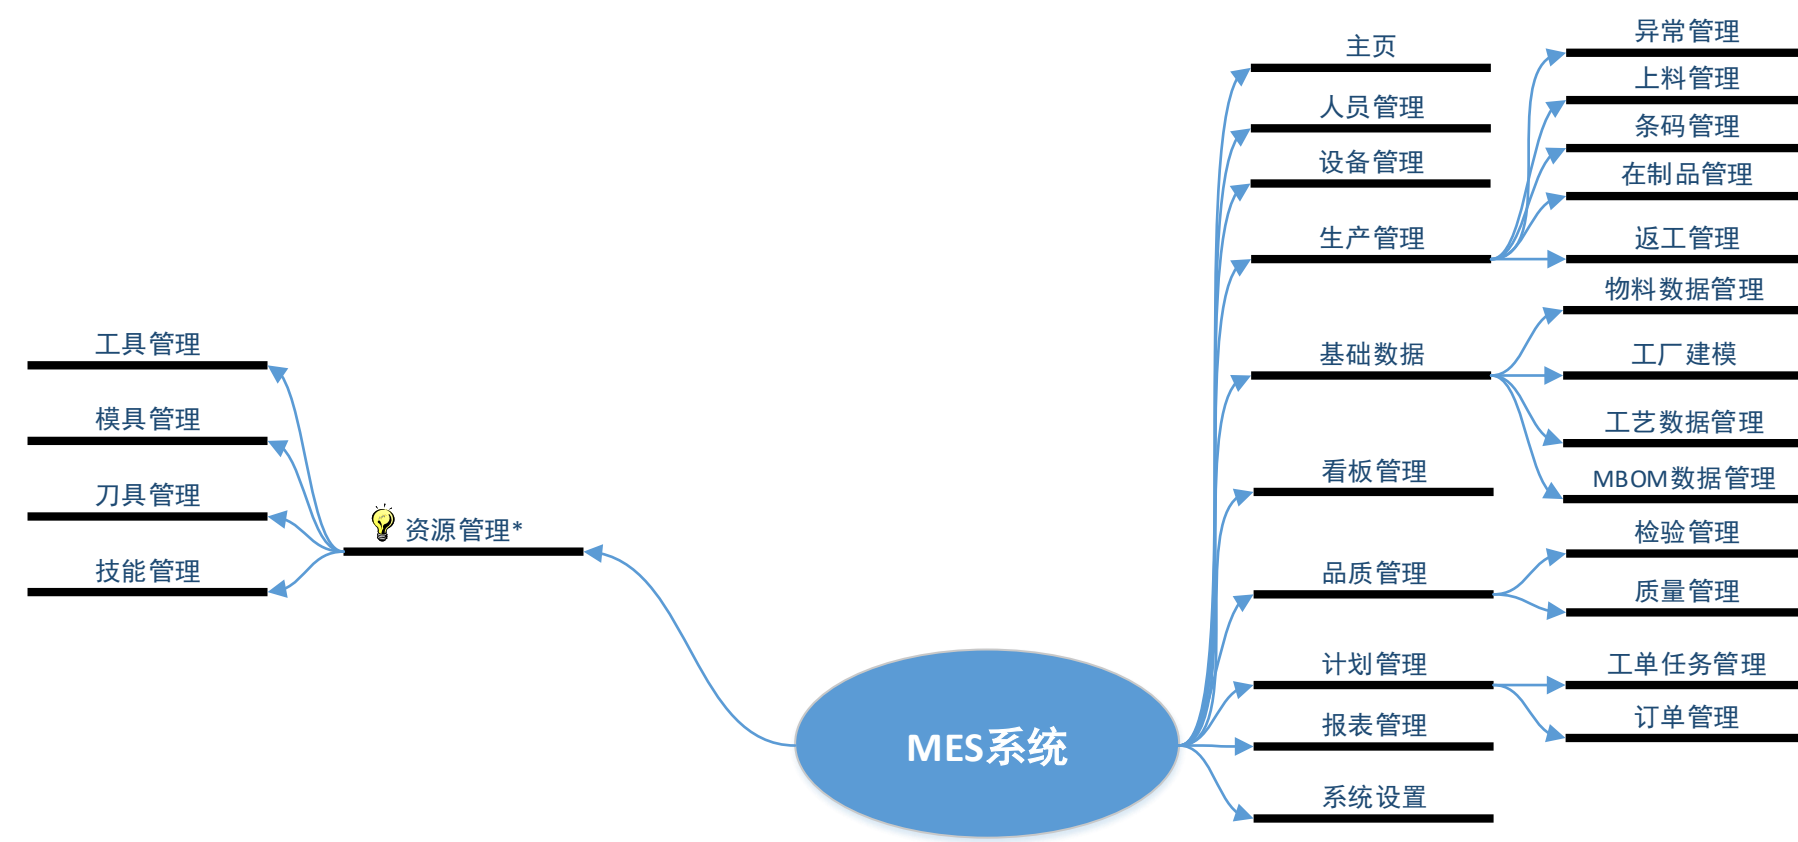 异常管理
主页
上料管理
人员管理
条码管理
设备管理
在制品管理
生产管理
返工管理
物料数据管理
工具管理
基础数据
工厂建模
模具管理
工艺数据管理
看板管理
MBOM数据管理
刀具管理
资源管理*
检验管理
技能管理
品质管理
质量管理
计划管理
工单任务管理
报表管理
订单管理
MES系统
系统设置